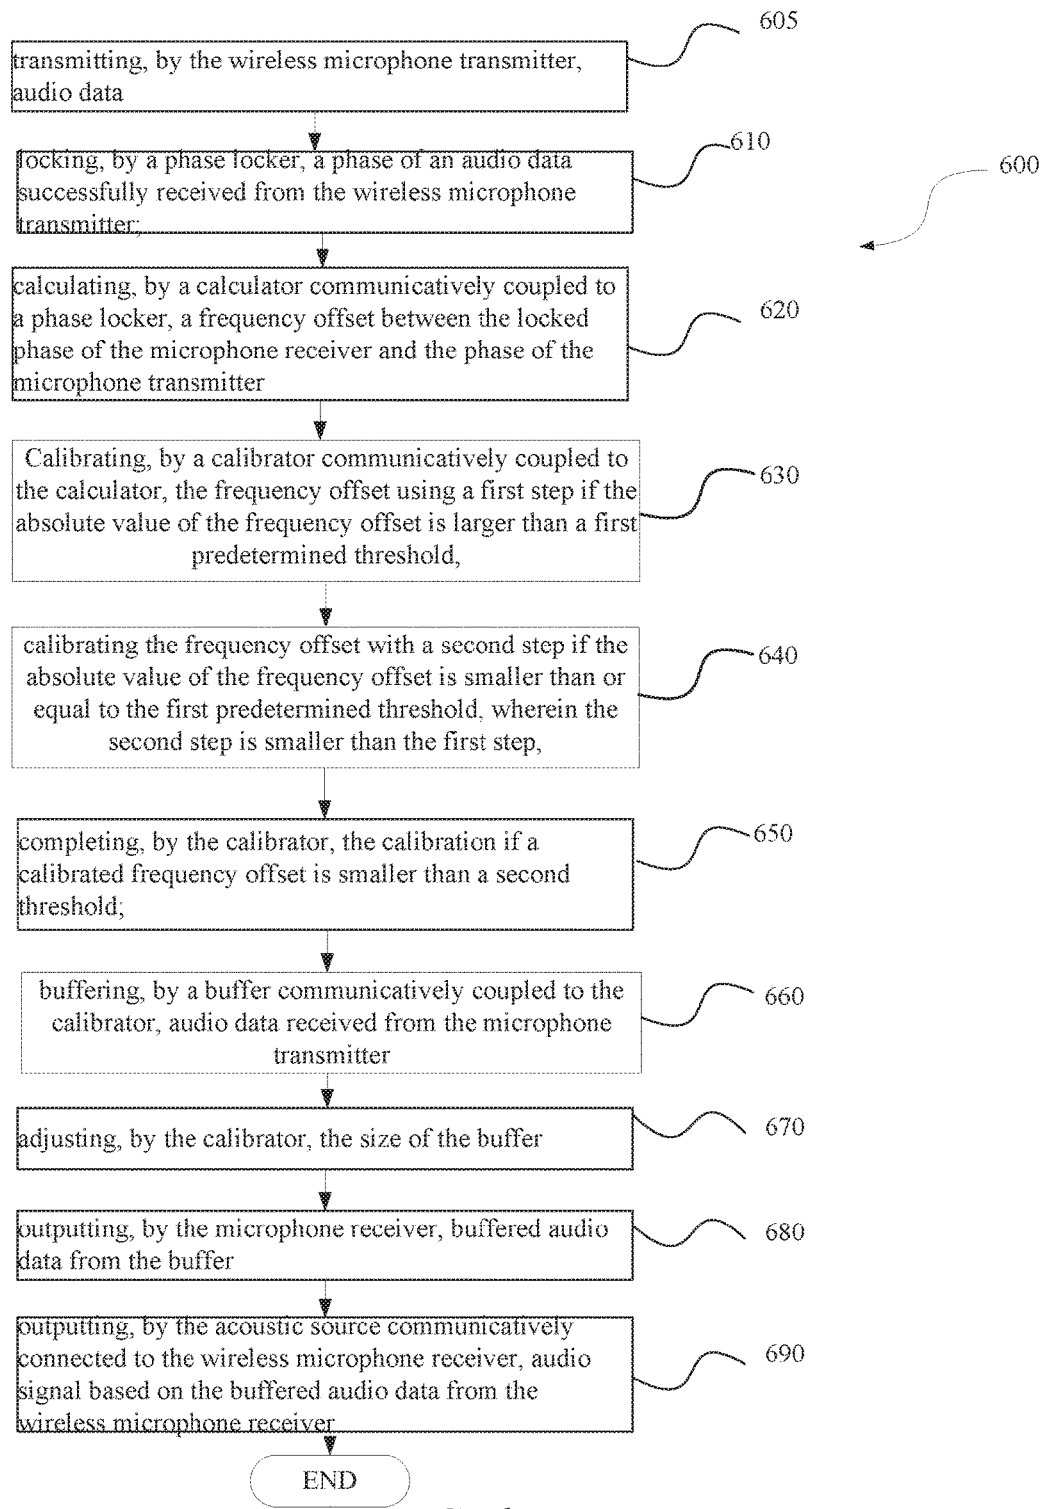 605
transmitting, by the wireless microphone transmitter,
audio data
610
locking, by a phase locker, a phase of an audio data
successfully received from the wireless microphone
transmitter;
600
calculating, by a calculator communicatively coupled to
a phase locker, a frequency offset between the locked
phase of the microphone receiver and the phase of the
microphone transmitter
620
Calibrating, by a calibrator communicatively coupled to
the calculator, the frequency offset using a first step if the
absolute value of the frequency offset is larger than a first
predetermined threshold,
630
calibrating the frequency offset with a second step if the
absolute value of the frequency offset is smaller than or
equal to the first predetermined threshold, wherein the
second step is smaller than the first step,
640
completing, by the calibrator, the calibration if a
calibrated frequency offset is smaller than a second
threshold;
650
buffering, by a buffer communicatively coupled to the
calibrator, audio data received from the microphone
transmitter
660
adjusting, by the calibrator, the size of the buffer
670
outputting, by the microphone receiver, buffered audio
data from the buffer
680
outputting, by the acoustic source communicatively
connected to the wireless microphone receiver, audio
signal based on the buffered audio data from the
wireless microphone receiver
690
END